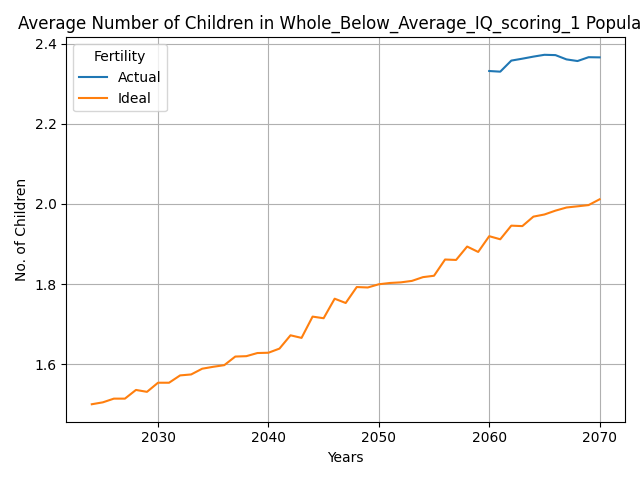 Average Number of Children in Whole_Below_Average_IQ_scoring_1 Popula
2.4
2.2
2.0
1.8
1.6
No. of Children
Fertility
Actual
Ideal
2030 2040 2050 2060 2070
Years